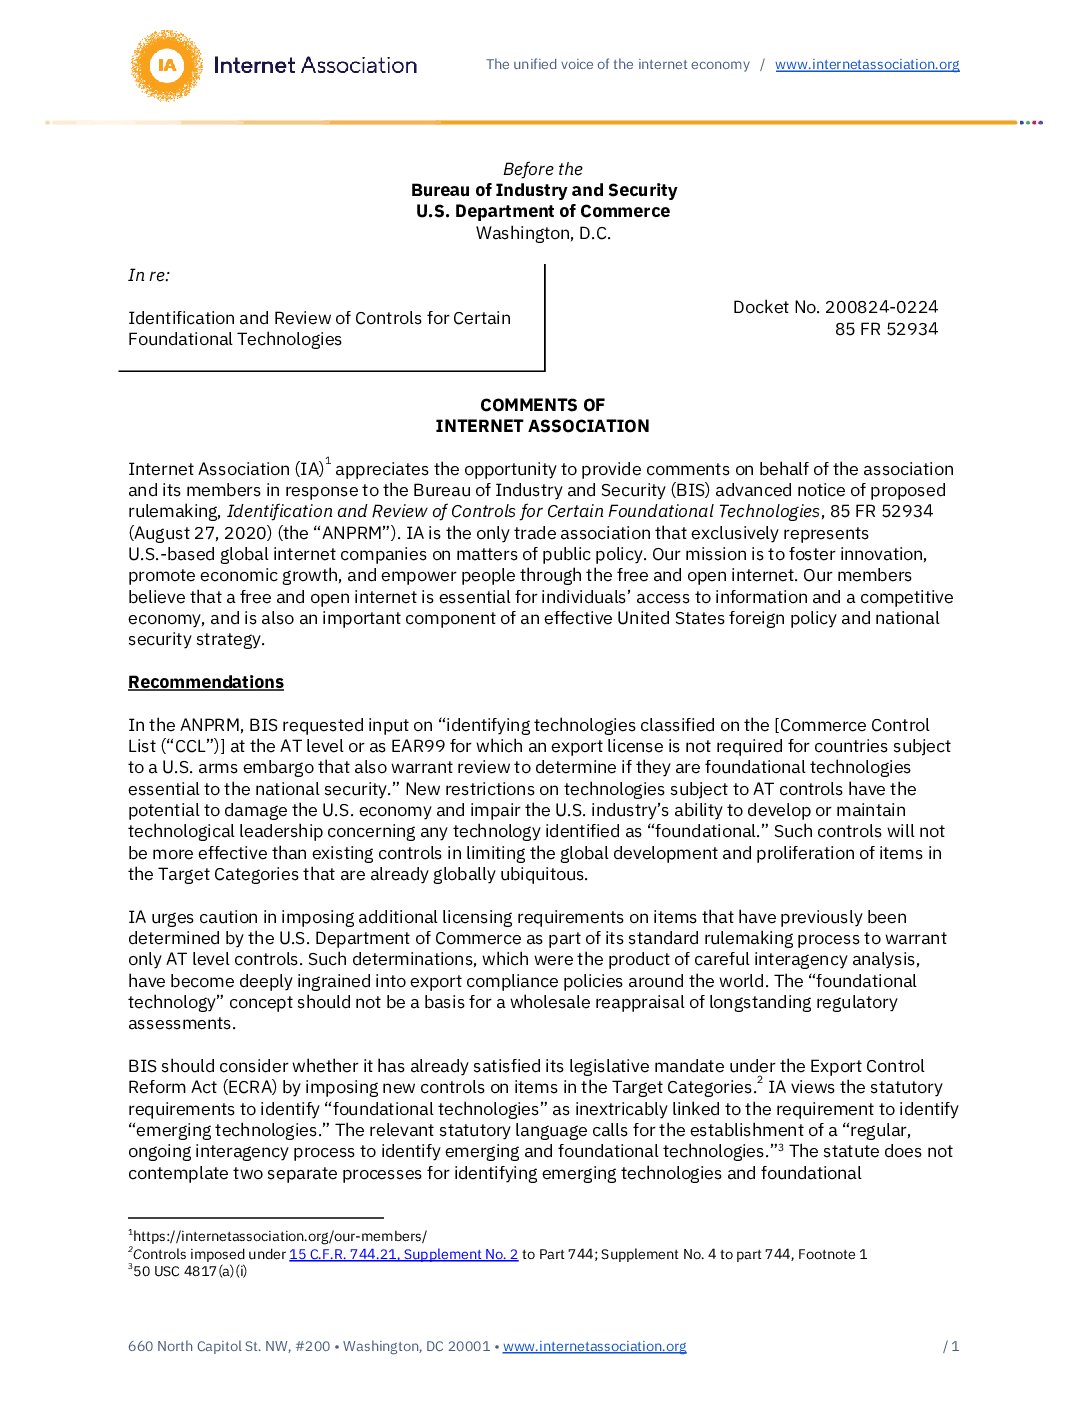 IA Internet Association
The unified voice of the internet economy / www.internetassociation.org
Before the
Bureau of Industry and Security
U.S. Department of Commerce
Washington, D.C.
In re:
Identification and Review of Controls for Certain
Foundational Technologies
Docket No. 200824-0224
85 FR 52934
COMMENTS OF
INTERNET ASSOCIATION
Internet Association (IA)1 appreciates the opportunity to provide comments on behalf of the association
and its members in response to the Bureau of Industry and Security (BIS) advanced notice of proposed
rulemaking, Identification and Review of Controls for Certain Foundational Technologies, 85 FR 52934
(August 27, 2020) (the “ANPRM”). IA is the only trade association that exclusively represents
U.S.-based global internet companies on matters of public policy. Our mission is to foster innovation,
promote economic growth, and empower people through the free and open internet. Our members
believe that a free and open internet is essential for individuals’ access to information and a competitive
economy, and is also an important component of an effective United States foreign policy and national
security strategy.
Recommendations
In the ANPRM, BIS requested input on “identifying technologies classified on the [Commerce Control
List (“CCL”)] at the AT level or as EAR99 for which an export license is not required for countries subject
to a U.S. arms embargo that also warrant review to determine if they are foundational technologies
essential to the national security.” New restrictions on technologies subject to AT controls have the
potential to damage the U.S. economy and impair the U.S. industry’s ability to develop or maintain
technological leadership concerning any technology identified as “foundational.” Such controls will not
be more effective than existing controls in limiting the global development and proliferation of items in
the Target Categories that are already globally ubiquitous.
IA urges caution in imposing additional licensing requirements on items that have previously been
determined by the U.S. Department of Commerce as part of its standard rulemaking process to warrant
only AT level controls. Such determinations, which were the product of careful interagency analysis,
have become deeply ingrained into export compliance policies around the world. The “foundational
technology” concept should not be a basis for a wholesale reappraisal of longstanding regulatory
assessments.
BIS should consider whether it has already satisfied its legislative mandate under the Export Control
Reform Act (ECRA) by imposing new controls on items in the Target Categories.2 IA views the statutory
requirements to identify “foundational technologies” as inextricably linked to the requirement to identify
“emerging technologies.” The relevant statutory language calls for the establishment of a “regular,
ongoing interagency process to identify emerging and foundational technologies.”3 The statute does not
contemplate two separate processes for identifying emerging technologies and foundational
1https://internetassociation.org/our-members/
2Controls imposed under 15 C.F.R. 744.21, Supplement No. 2 to Part 744; Supplement No. 4 to part 744, Footnote 1
350 USC 4817(a)(i)
660 North Capitol St. NW, #200 • Washington, DC 20001 • www.internetassociation.org
/ 1